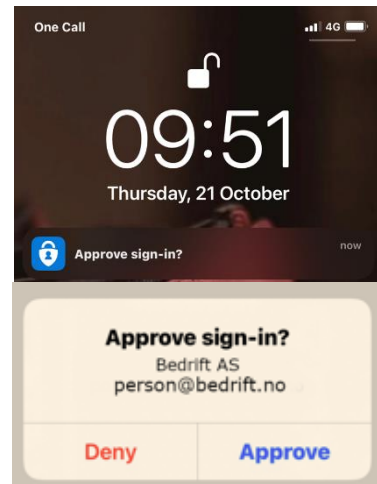 One Call 4G
09:51
Thursday, 21 October
Approve sign-in? now
Approve sign-in?
Bedrift AS
person@bedrift.no
Deny Approve